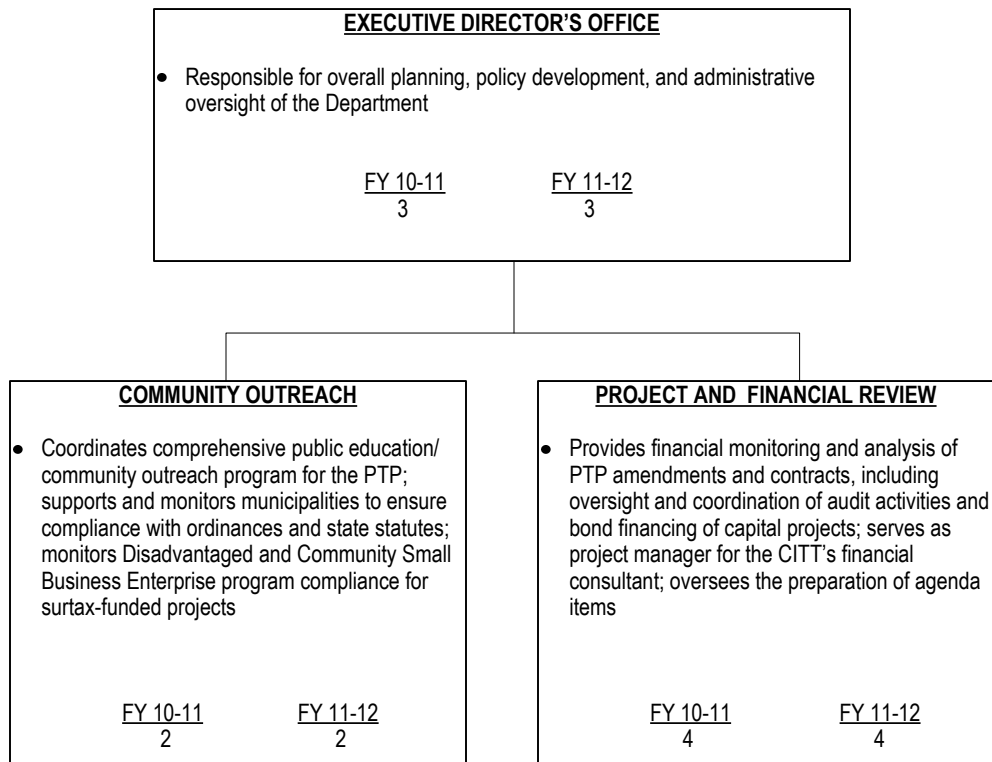 EXECUTIVE DIRECTOR'S OFFICE
• Responsible for overall planning, policy development, and administrative
oversight of the Department
FY 10-11 FY 11-12
3 3
COMMUNITY OUTREACH
• Coordinates comprehensive public education/
community outreach program for the PTP;
supports and monitors municipalities to ensure
compliance with ordinances and state statutes;
monitors Disadvantaged and Community Small
Business Enterprise program compliance for
surtax-funded projects
FY 10-11 FY 11-12
2 2
PROJECT AND FINANCIAL REVIEW
• Provides financial monitoring and analysis of
PTP amendments and contracts, including
oversight and coordination of audit activities and
bond financing of capital projects; serves as
project manager for the CITT's financial
consultant; oversees the preparation of agenda
items
FY 10-11 FY 11-12
4 4